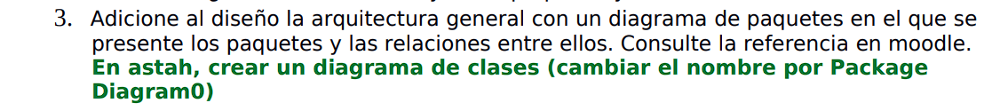 3. Adicione al diseño la arquitectura general con un diagrama de paquetes en el que se
presente los paquetes y las relaciones entre ellos. Consulte la referencia en moodle.
En astah, crear un diagrama de clases (cambiar el nombre por Package
Diagram0)